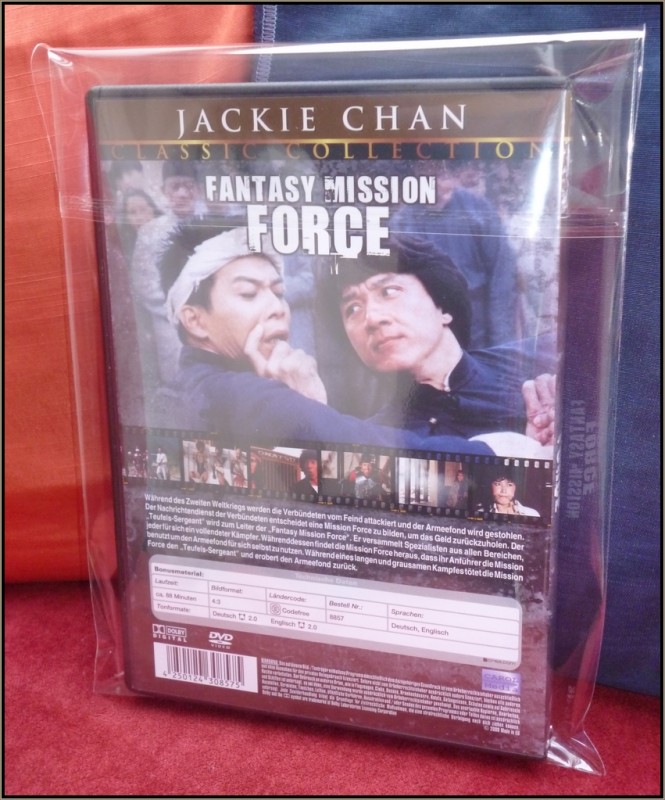 JACKIE CHAN
CLASSIC COLLECTION
FANTASY MISSION
FORCE
FORCE
FANTASY MISSION
Während des Zweiten Weltkriegs werden die Verbündeten vom Feind attackiert und der Armeefond wird gestohlen.
Der Nachrichtendienst der Verbündeten entscheidet eine Mission Force zu bilden, um das Geld zurückzuholen. Der
„Teufels-Sergeant" wird zum Leiter der „Fantasy Mission Force". Er versammelt Spezialisten aus allen Bereichen,
jeder für sich ein vollendeter Kämpfer. Währenddessen findet die Mission Force heraus, dass ihr Anführer die Mission
benutzt um den Armeefond für sich selbst zu nutzen. Während eines langen und grausamen Kampfes tötet die Mission
Force den „Teufels-Sergeant" und erobert den Armeefond zurück.
Bonusmaterial:
Laufzeit: Bildformat: Ländercode: Bestell Nr.: Sprachen:
ca. 89 Minuten 4:3 Codefree 8857 Deutsch, Englisch
Tonformate: Deutsch 2.0 Englisch 2.0
DOLBY
DIGITAL
DVD
VIDEO
4 250124 308575